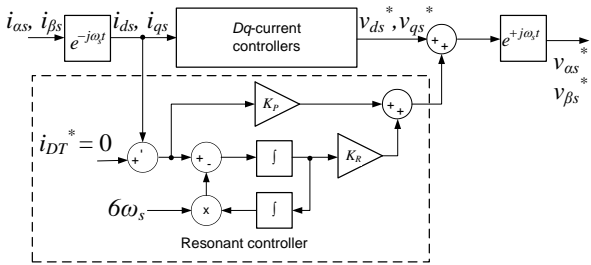 iαs, iβs
e^-jωst
ids, iqs
Dq-current
controllers
vds*, vqs*
+
+
e^+jωst
vαs*
vβs*
KP
+
+
iDT* = 0
+
'
+
-
∫
KR
6ωs
x
∫
Resonant controller